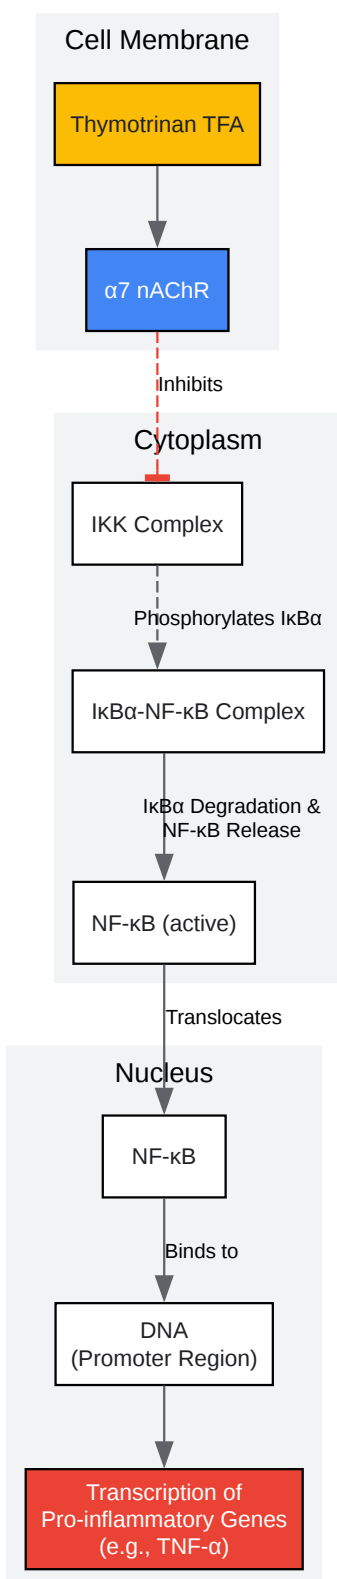 Cell Membrane
Thymotrinan TFA
α7 nAChR
Inhibits
Cytoplasm
IKK Complex
Phosphorylates IκBα
IκBα-NF-κB Complex
IκBα Degradation &
NF-κB Release
NF-κB (active)
Translocates
Nucleus
NF-κB
Binds to
DNA
(Promoter Region)
Transcription of
Pro-inflammatory Genes
(e.g., TNF-α)